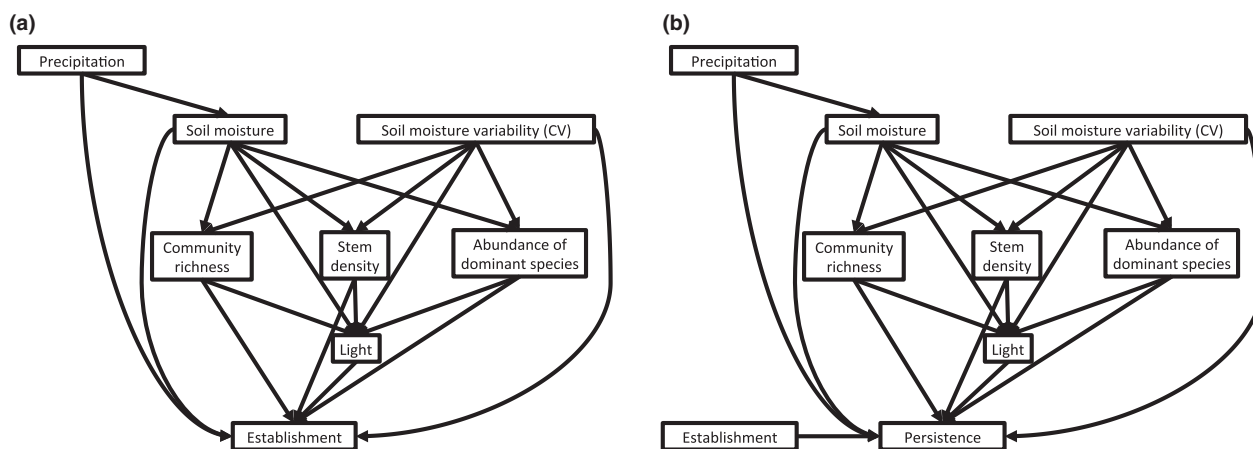 (a)
Precipitation
Soil moisture
Soil moisture variability (CV)
Community
richness
Stem
density
Abundance of
dominant species
Light
Establishment
(b)
Precipitation
Soil moisture
Soil moisture variability (CV)
Community
richness
Stem
density
Abundance of
dominant species
Light
Establishment
Persistence